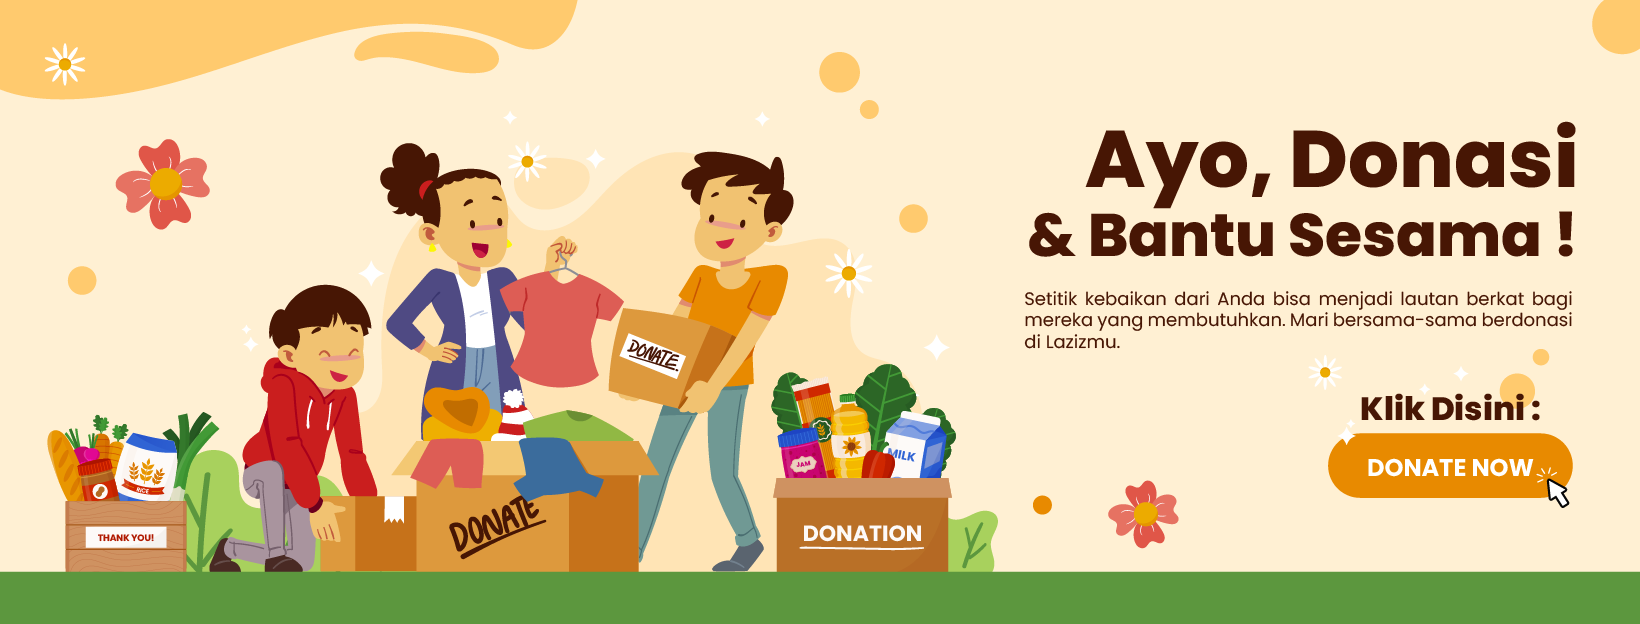 Ayo, Donasi
& Bantu Sesama !
Setitik kebaikan dari Anda bisa menjadi lautan berkat bagi
mereka yang membutuhkan. Mari bersama-sama berdonasi
di Lazizmu.
Klik Disini :
DONATE NOW
DONATE.
DONATE
DONATION
THANK YOU!
RICE
JAM
MILK